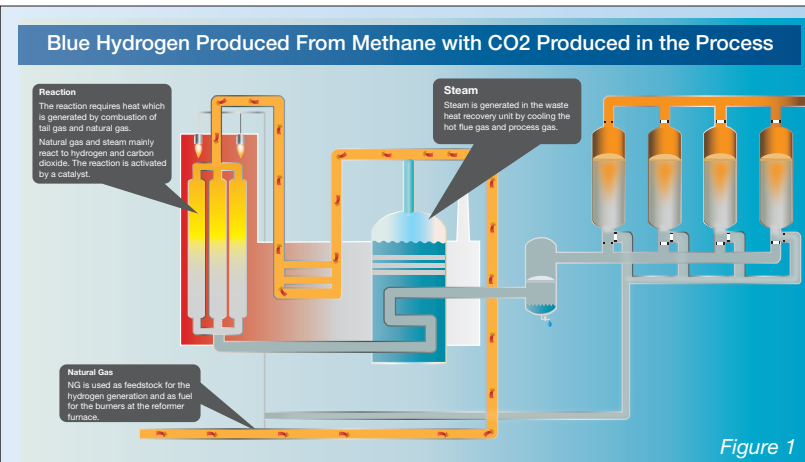 Blue Hydrogen Produced From Methane with CO2 Produced in the Process
Reaction
The reaction requires heat which
is generated by combustion of
tail gas and natural gas.
Natural gas and steam mainly
react to hydrogen and carbon
dioxide. The reaction is activated
by a catalyst.
Steam
Steam is generated in the waste
heat recovery unit by cooling the
hot flue gas and process gas.
Natural Gas
NG is used as feedstock for the
hydrogen generation and as fuel
for the burners at the reformer
furnace.
Figure 1